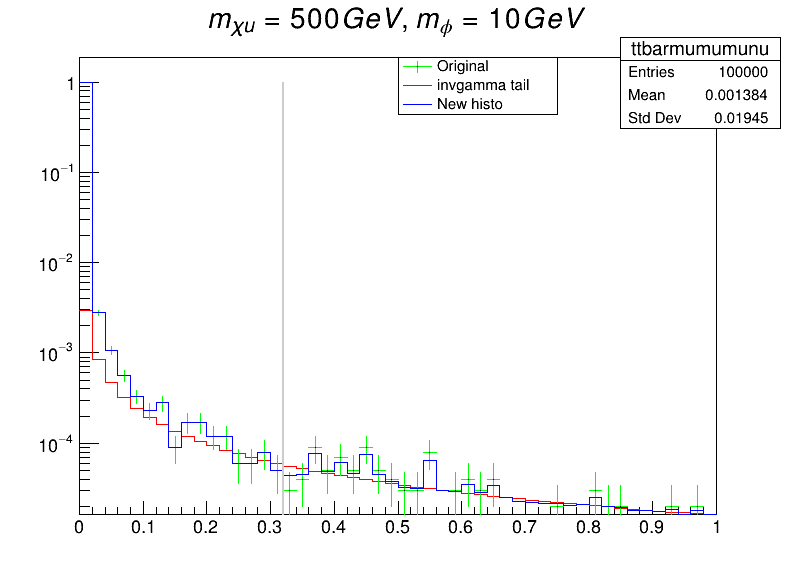 mχu = 500GeV, mϕ = 10GeV
ttbarmumumunu
Entries 100000
Mean 0.001384
Std Dev 0.01945
Original
invgamma tail
New histo
1
10⁻¹
10⁻²
10⁻³
10⁻⁴
0 0.1 0.2 0.3 0.4 0.5 0.6 0.7 0.8 0.9 1